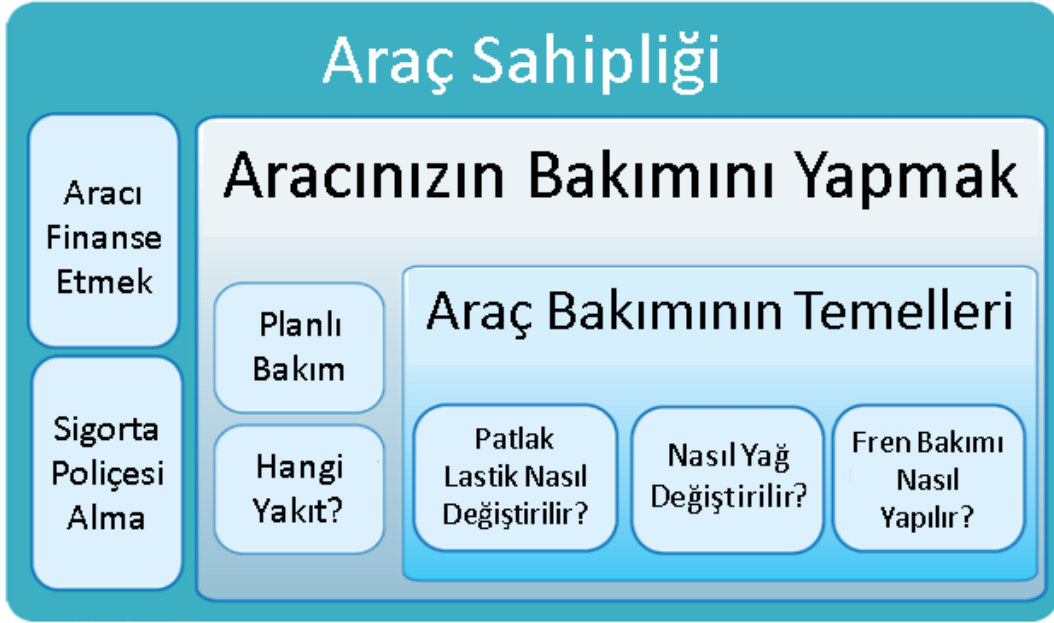 Araç Sahipliği
Aracı
Finanse
Etmek
Sigorta
Poliçesi
Alma
Aracınızın Bakımını Yapmak
Planlı
Bakım
Hangi
Yakıt?
Araç Bakımının Temelleri
Patlak
Lastik Nasıl
Değiştirilir?
Nasıl Yağ
Değiştirilir?
Fren Bakımı
Nasıl
Yapılır?